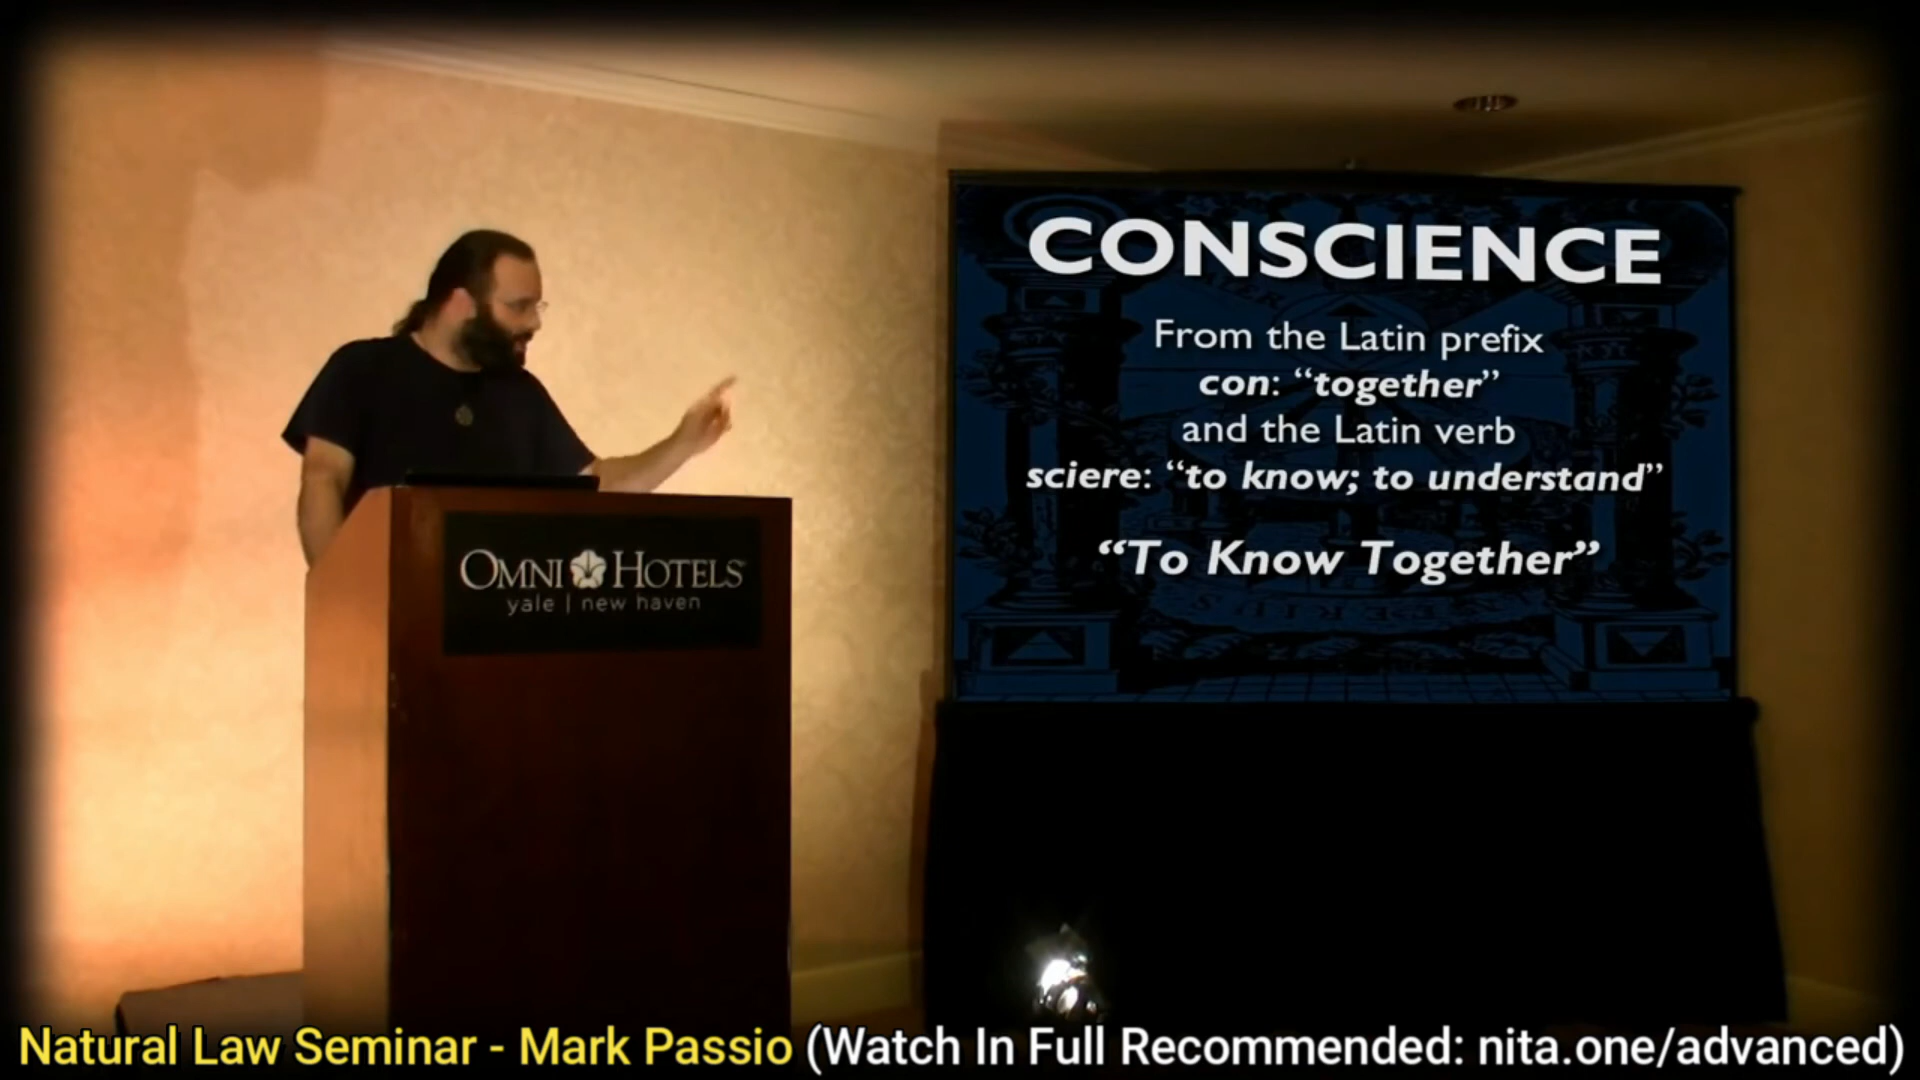 CONSCIENCE
From the Latin prefix
con: “together”
and the Latin verb
sciere: “to know; to understand”
“To Know Together”
OMNI HOTELS
yale | new haven
Natural Law Seminar - Mark Passio (Watch In Full Recommended: nita.one/advanced)